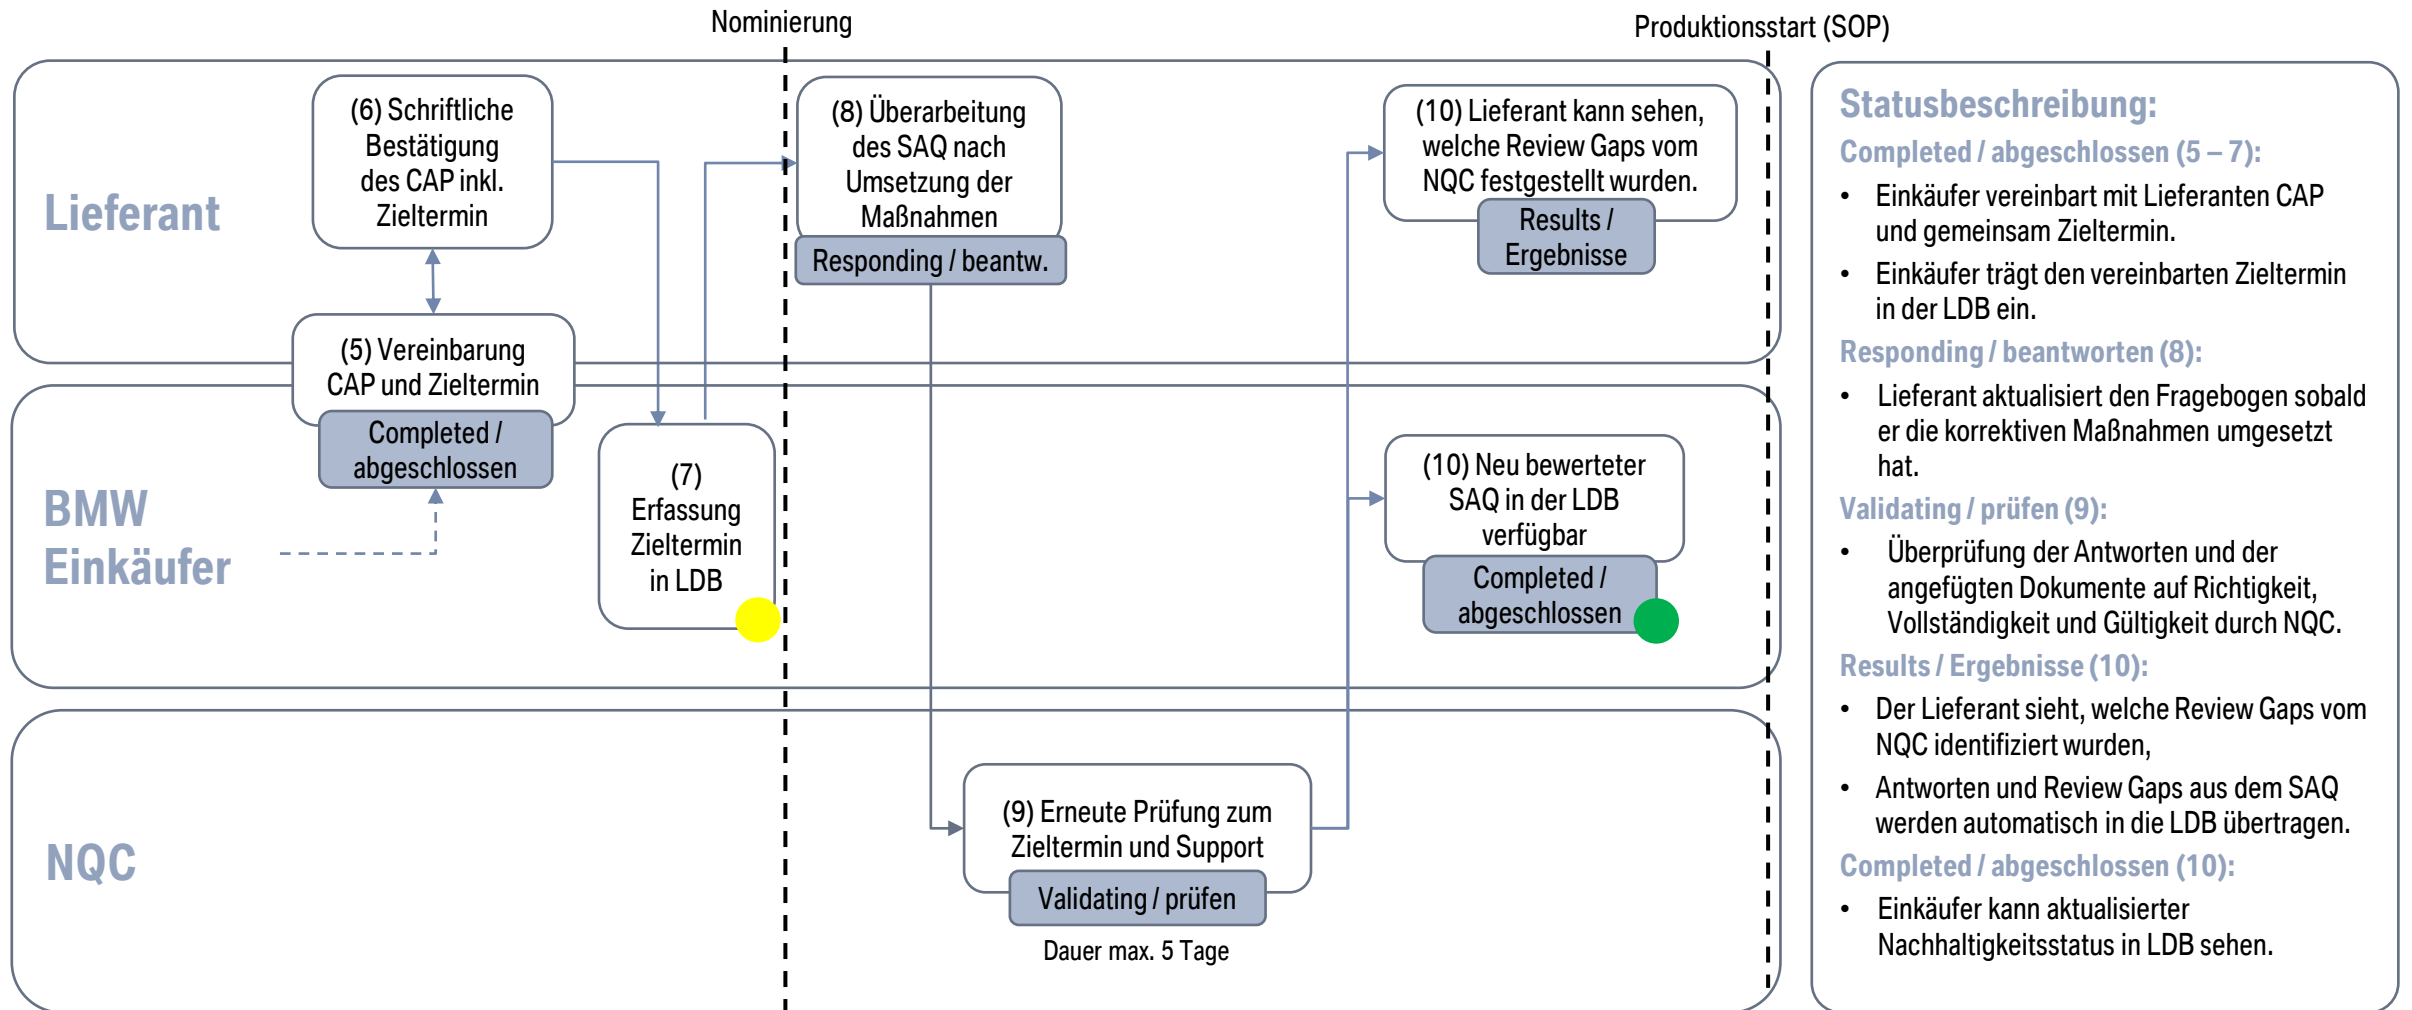 Nominierung
Produktionsstart (SOP)
Lieferant
(6) Schriftliche
Bestätigung
des CAP inkl.
Zieltermin
(8) Überarbeitung
des SAQ nach
Umsetzung der
Maßnahmen
Responding / beantw.
(10) Lieferant kann sehen,
welche Review Gaps vom
NQC festgestellt wurden.
Results /
Ergebnisse
(5) Vereinbarung
CAP und Zieltermin
Completed /
abgeschlossen
BMW
Einkäufer
(7)
Erfassung
Zieltermin
in LDB
(10) Neu bewerteter
SAQ in der LDB
verfügbar
Completed /
abgeschlossen
NQC
(9) Erneute Prüfung zum
Zieltermin und Support
Validating / prüfen
Dauer max. 5 Tage
Statusbeschreibung:
Completed / abgeschlossen (5 – 7):
• Einkäufer vereinbart mit Lieferanten CAP
und gemeinsam Zieltermin.
• Einkäufer trägt den vereinbarten Zieltermin
in der LDB ein.
Responding / beantworten (8):
• Lieferant aktualisiert den Fragebogen sobald
er die korrektiven Maßnahmen umgesetzt
hat.
Validating / prüfen (9):
• Überprüfung der Antworten und der
angefügten Dokumente auf Richtigkeit,
Vollständigkeit und Gültigkeit durch NQC.
Results / Ergebnisse (10):
• Der Lieferant sieht, welche Review Gaps vom
NQC identifiziert wurden,
• Antworten und Review Gaps aus dem SAQ
werden automatisch in die LDB übertragen.
Completed / abgeschlossen (10):
• Einkäufer kann aktualisierter
Nachhaltigkeitsstatus in LDB sehen.